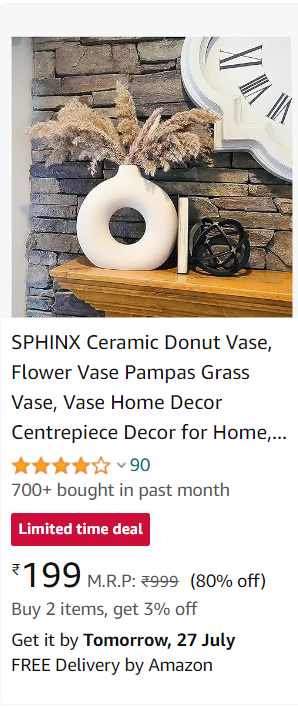 SPHINX Ceramic Donut Vase,
Flower Vase Pampas Grass
Vase, Vase Home Decor
Centrepiece Decor for Home,...
90
700+ bought in past month
Limited time deal
₹199 M.R.P: ₹999 (80% off)
Buy 2 items, get 3% off
Get it by Tomorrow, 27 July
FREE Delivery by Amazon